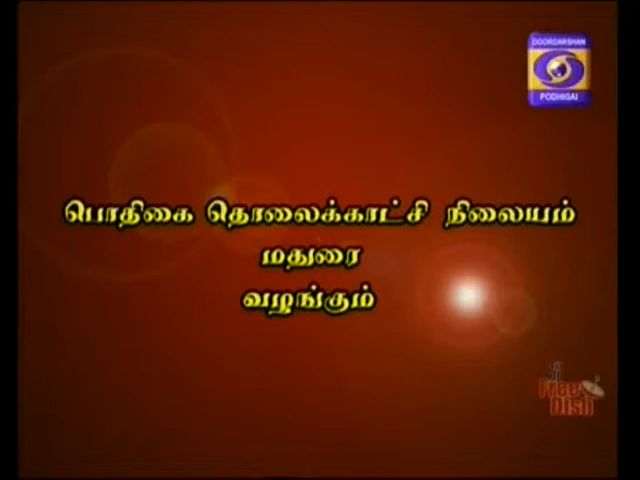 DOORDARSHAN
PODHIGAI
பொதிகை தொலைக்காட்சி நிலையம்
மதுரை
வழங்கும்
Free
Dish